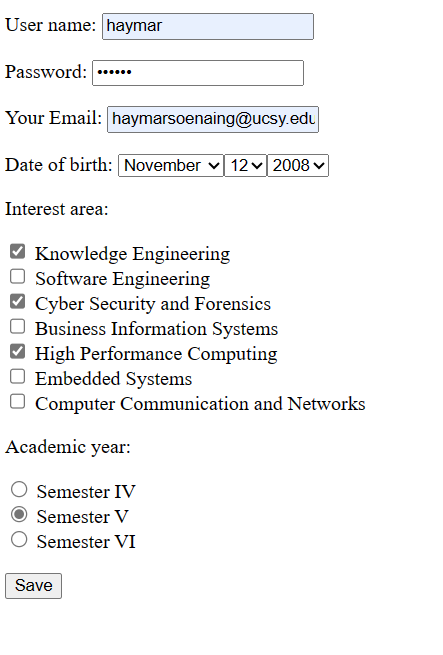 User name: haymar
Password: ••••••
Your Email: haymarsoenaing@ucsy.edu
Date of birth: November 12 2008
Interest area:
Knowledge Engineering
Software Engineering
Cyber Security and Forensics
Business Information Systems
High Performance Computing
Embedded Systems
Computer Communication and Networks
Academic year:
Semester IV
Semester V
Semester VI
Save